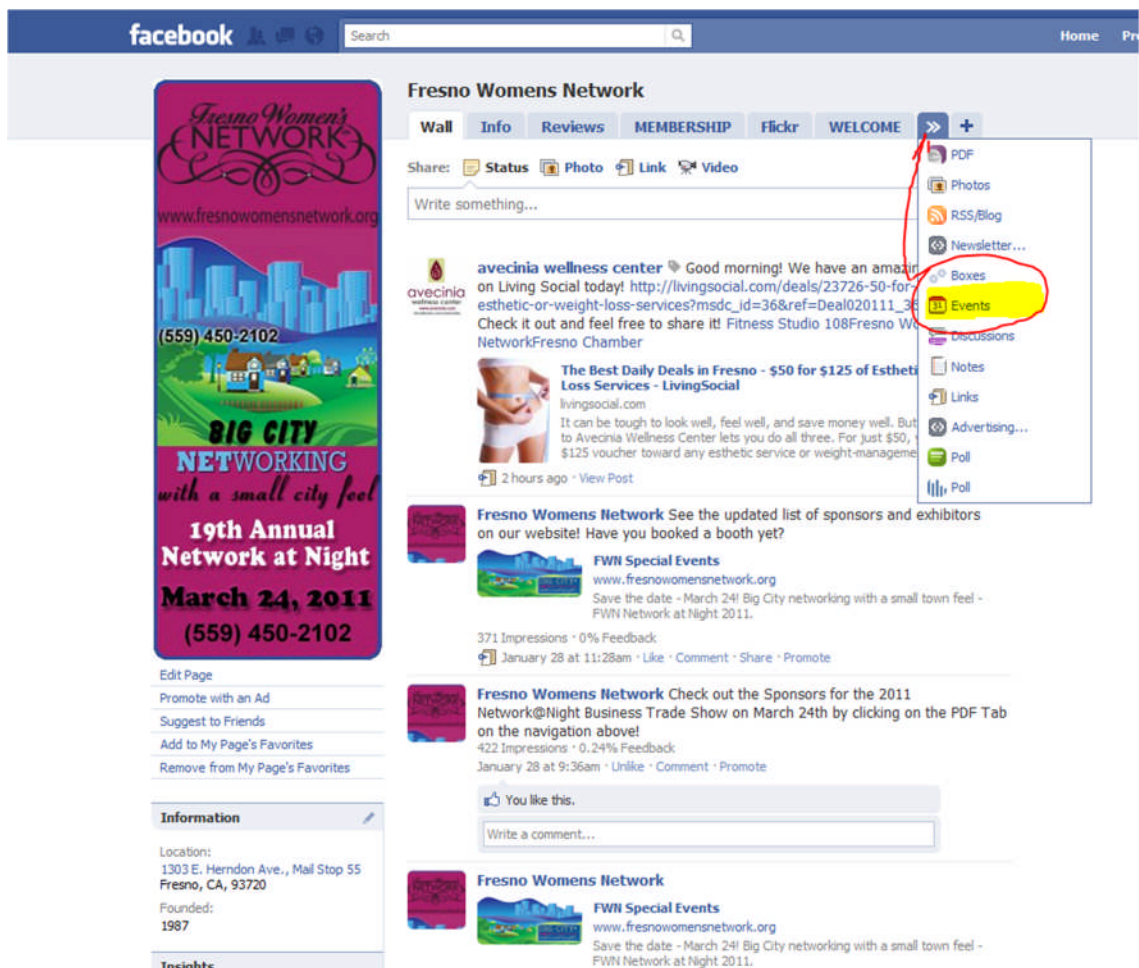 facebook
Search
Home
Fresno Womens Network
Wall Info Reviews MEMBERSHIP Flickr WELCOME » +
Share: Status Photo Link Video
Write something...
PDF
Photos
RSS/Blog
Newsletter...
Boxes
31 Events
Discussions
Notes
Links
Advertising...
Poll
Poll
Fresno Women's
NETWORK
www.fresnowomensnetwork.org
(559) 450-2102
BIG CITY
NETWORKING
with a small city feel
19th Annual
Network at Night
March 24, 2011
(559) 450-2102
Edit Page
Promote with an Ad
Suggest to Friends
Add to My Page's Favorites
Remove from My Page's Favorites
Information
Location:
1303 E. Herndon Ave., Mail Stop 55
Fresno, CA, 93720
Founded:
1987
Insights
avecinia
wellness center
avecinia wellness center Good morning! We have an amazin
on Living Social today! http://livingsocial.com/deals/23726-50-for-
esthetic-or-weight-loss-services?msdc_id=36&ref=Deal020111_36
Check it out and feel free to share it! Fitness Studio 108Fresno Wo
NetworkFresno Chamber
The Best Daily Deals in Fresno - $50 for $125 of Estheti
Loss Services - LivingSocial
livingsocial.com
It can be tough to look well, feel well, and save money well. But
to Avecinia Wellness Center lets you do all three. For just $50,
$125 voucher toward any esthetic service or weight-manageme
2 hours ago · View Post
Fresno Womens Network See the updated list of sponsors and exhibitors
on our website! Have you booked a booth yet?
FWN Special Events
www.fresnowomensnetwork.org
Save the date - March 24! Big City networking with a small town feel -
FWN Network at Night 2011.
371 Impressions · 0% Feedback
January 28 at 11:28am · Like · Comment · Share · Promote
Fresno Womens Network Check out the Sponsors for the 2011
Network@Night Business Trade Show on March 24th by clicking on the PDF Tab
on the navigation above!
422 Impressions · 0.24% Feedback
January 28 at 9:36am · Unlike · Comment · Promote
You like this.
Write a comment...
Fresno Womens Network
FWN Special Events
www.fresnowomensnetwork.org
Save the date - March 24! Big City networking with a small town feel -
FWN Network at Night 2011.